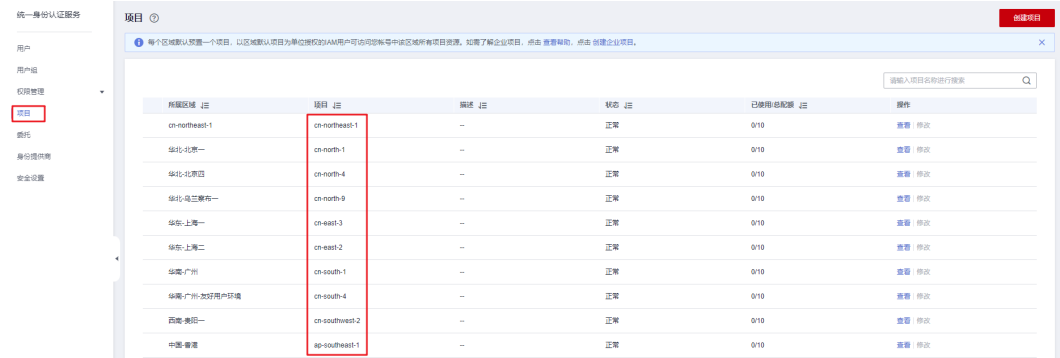 统一身份认证服务
用户
用户组
权限管理
项目
委托
身份提供商
安全设置
项目
创建项目
每个区域默认预置一个项目，以区域默认项目为单位授权的IAM用户可访问您帐号中该区域所有项目资源。如需了解企业项目，点击 查看帮助。点击 创建企业项目。
请输入项目名称进行搜索
所属区域 项目 描述 状态 已使用/总配额 操作
cn-northeast-1 cn-northeast-1 -- 正常 0/10 查看 | 修改
华北-北京一 cn-north-1 -- 正常 0/10 查看 | 修改
华北-北京四 cn-north-4 -- 正常 0/10 查看 | 修改
华北-乌兰察布一 cn-north-9 -- 正常 0/10 查看 | 修改
华东-上海一 cn-east-3 -- 正常 0/10 查看 | 修改
华东-上海二 cn-east-2 -- 正常 0/10 查看 | 修改
华南-广州 cn-south-1 -- 正常 0/10 查看 | 修改
华南-广州-友好用户环境 cn-south-4 -- 正常 0/10 查看 | 修改
西南-贵阳一 cn-southwest-2 -- 正常 0/10 查看 | 修改
中国-香港 ap-southeast-1 -- 正常 0/10 查看 | 修改